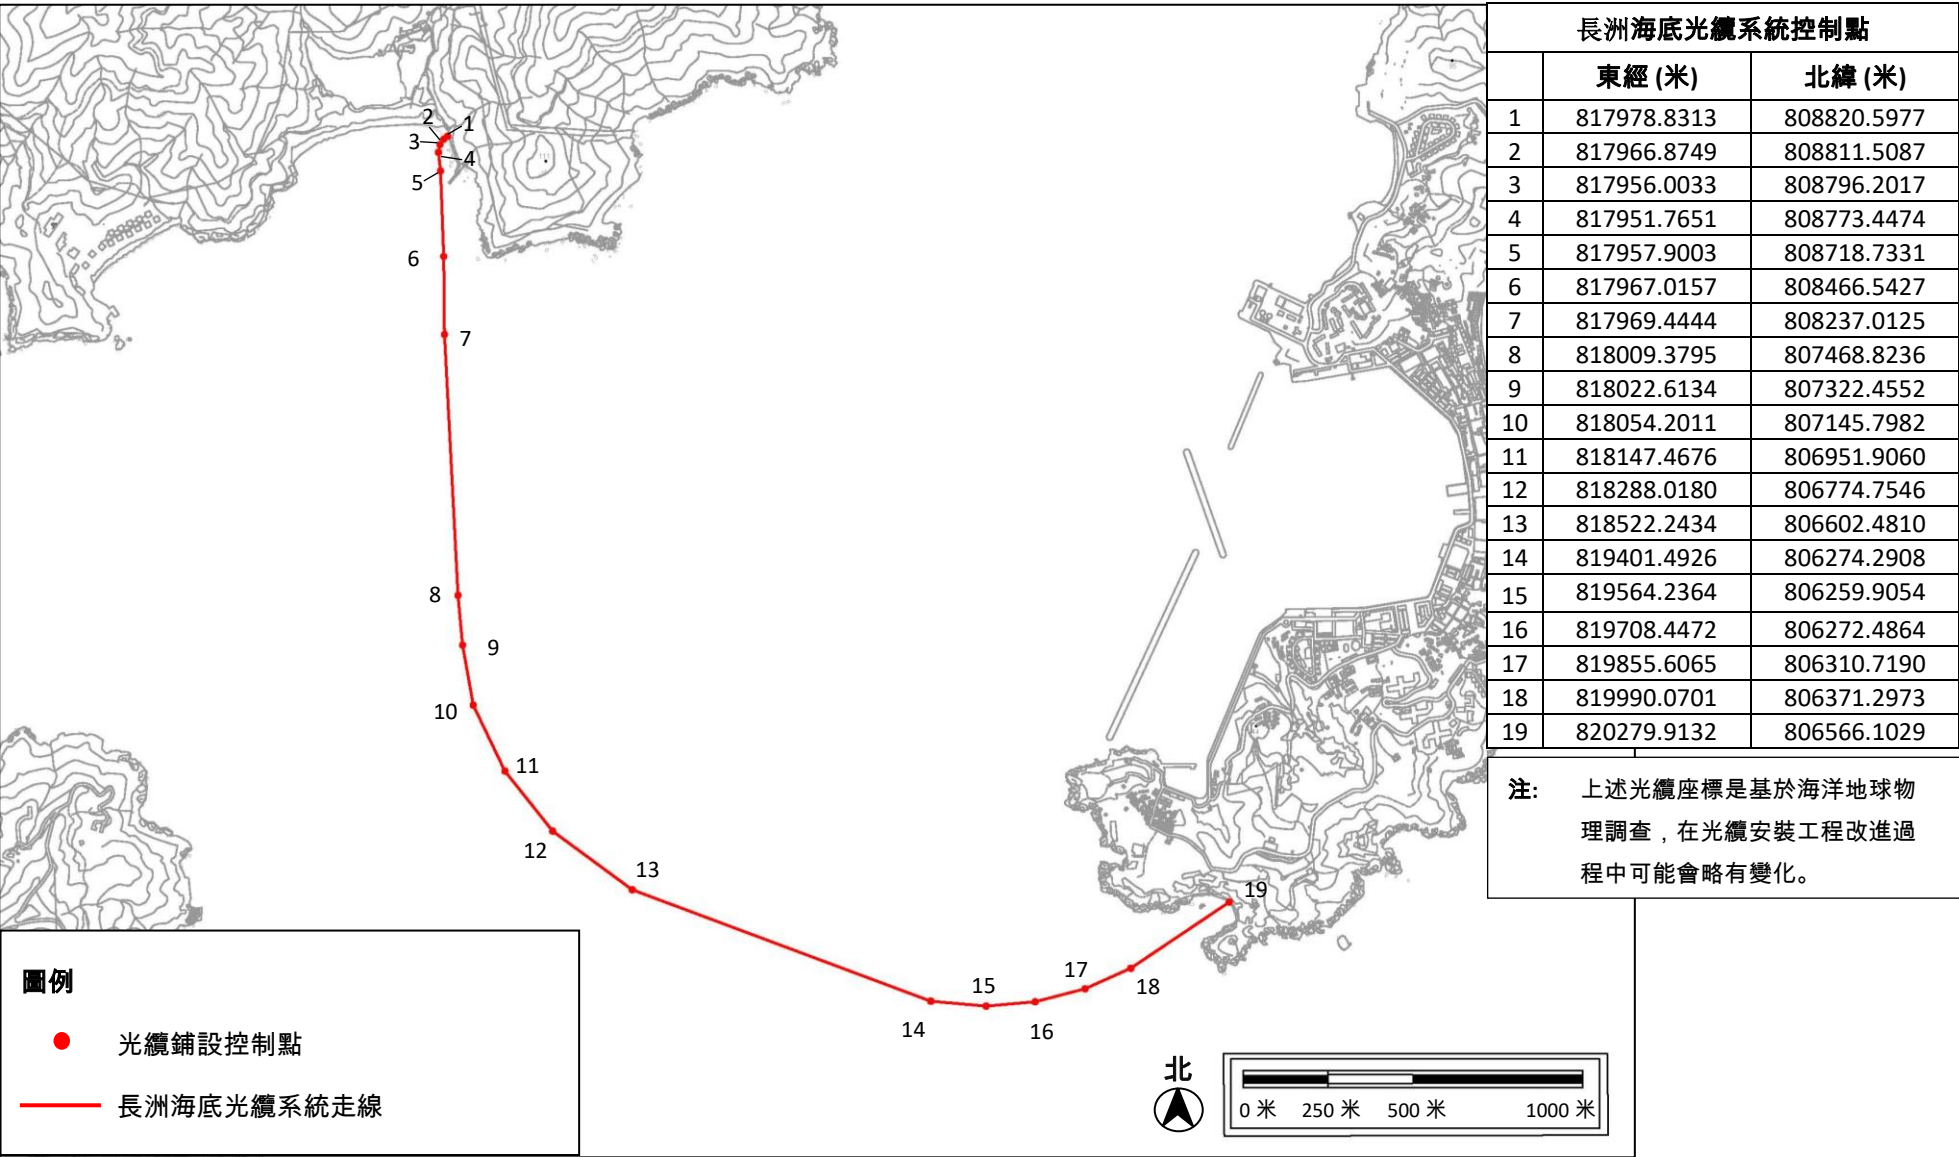 長洲海底光纜系統控制點
東經 (米) 北緯 (米)
1 817978.8313 808820.5977
2 817966.8749 808811.5087
3 817956.0033 808796.2017
4 817951.7651 808773.4474
5 817957.9003 808718.7331
6 817967.0157 808466.5427
7 817969.4444 808237.0125
8 818009.3795 807468.8236
9 818022.6134 807322.4552
10 818054.2011 807145.7982
11 818147.4676 806951.9060
12 818288.0180 806774.7546
13 818522.2434 806602.4810
14 819401.4926 806274.2908
15 819564.2364 806259.9054
16 819708.4472 806272.4864
17 819855.6065 806310.7190
18 819990.0701 806371.2973
19 820279.9132 806566.1029
注: 上述光纜座標是基於海洋地球物
理調查，在光纜安裝工程改進過
程中可能會略有變化。
1
2
3
4
5
6
7
8
9
10
11
12
13
14
15
16
17
18
19
圖例
光纜鋪設控制點
長洲海底光纜系統走線
北
0 米 250 米 500 米 1000 米